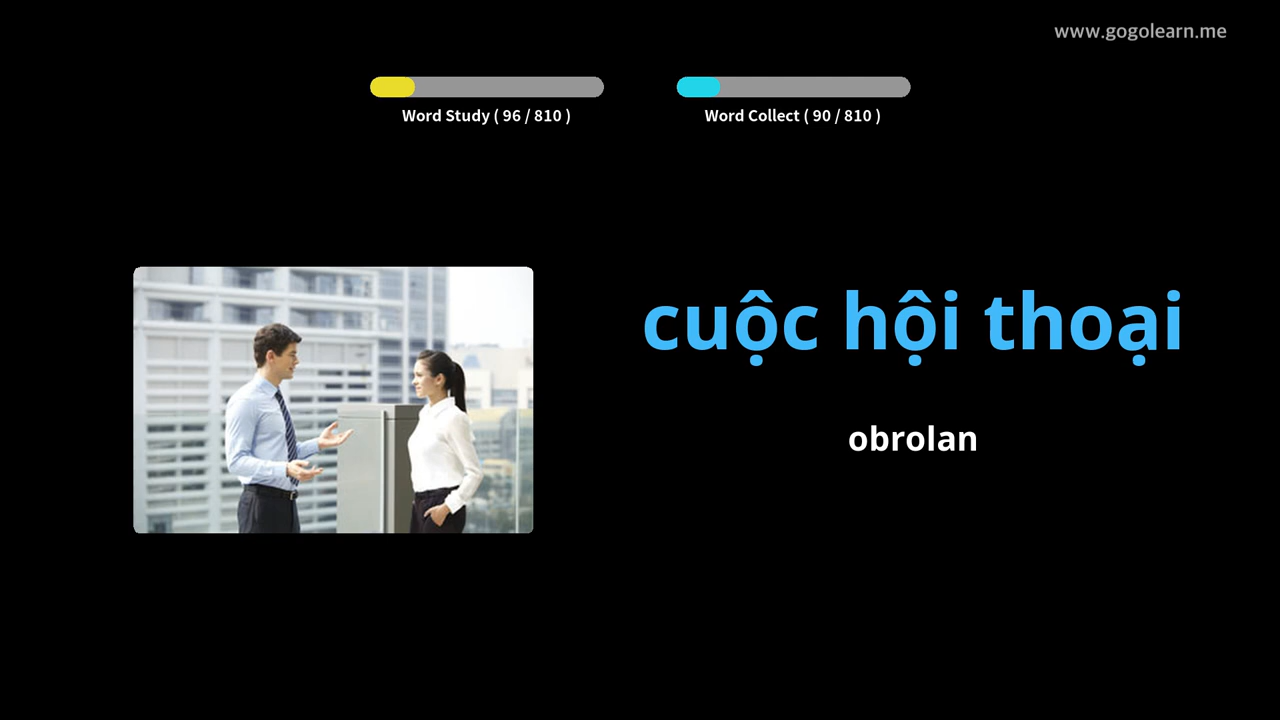 www.gogolearn.me
Word Study ( 96 / 810 )
Word Collect ( 90 / 810 )
cuộc hội thoại
obrolan